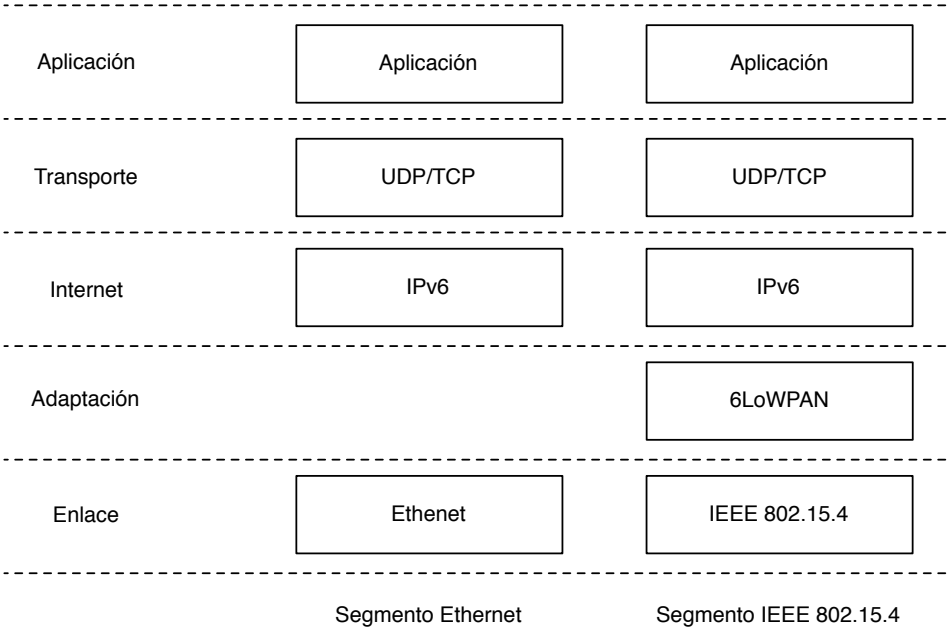 Aplicación Aplicación Aplicación
Transporte UDP/TCP UDP/TCP
Internet IPv6 IPv6
Adaptación 6LoWPAN
Enlace Ethenet IEEE 802.15.4
Segmento Ethernet Segmento IEEE 802.15.4